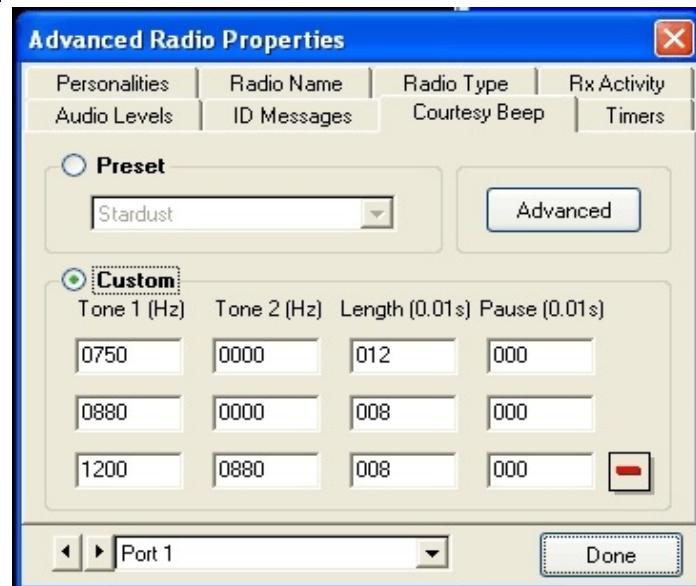 Advanced Radio Properties
Personalities Radio Name Radio Type Rx Activity
Audio Levels ID Messages Courtesy Beep Timers
Preset
Stardust
Advanced
Custom
Tone 1 (Hz) Tone 2 (Hz) Length (0.01s) Pause (0.01s)
0750 0000 012 000
0880 0000 008 000
1200 0880 008 000
Port 1 Done